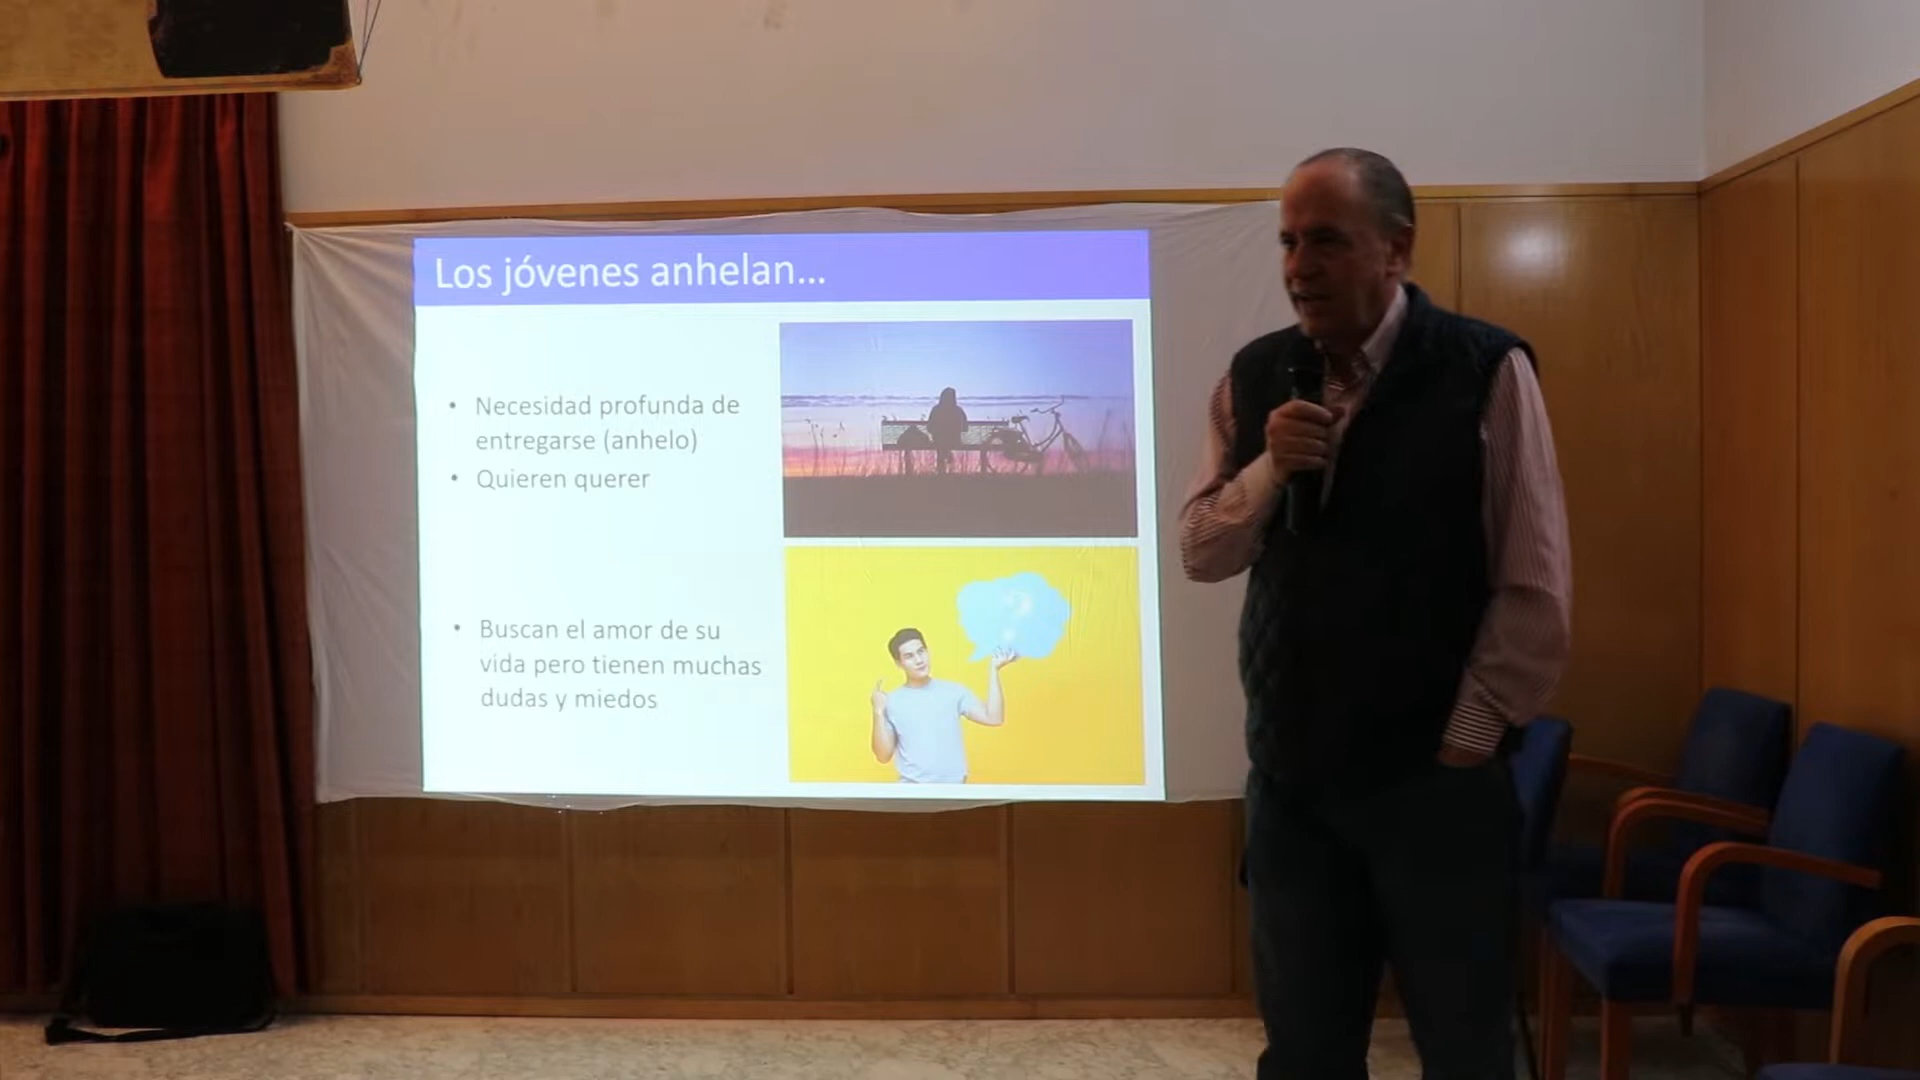 Los jóvenes anhelan...
• Necesidad profunda de
entregarse (anhelo)
• Quieren querer
• Buscan el amor de su
vida pero tienen muchas
dudas y miedos
?